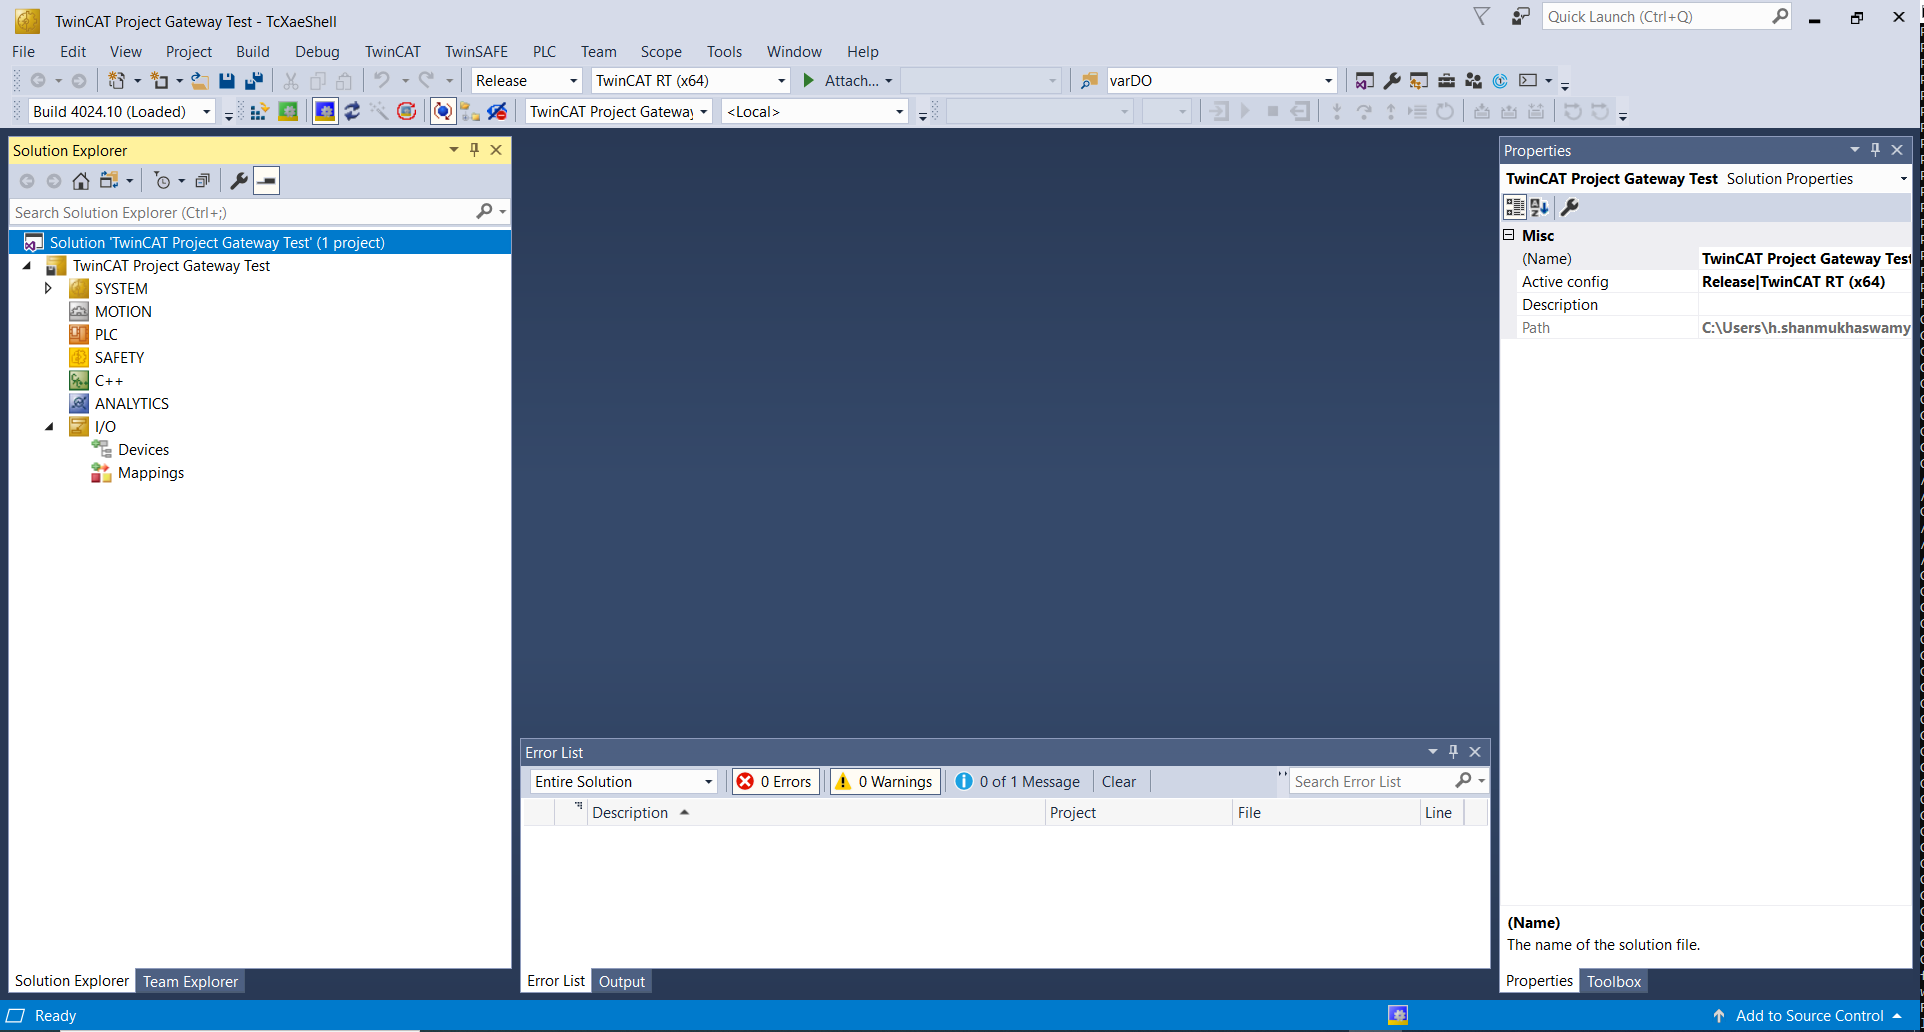 TwinCAT Project Gateway Test - TcXaeShell
Quick Launch (Ctrl+Q)
File Edit View Project Build Debug TwinCAT TwinSAFE PLC Team Scope Tools Window Help
Release TwinCAT RT (x64) Attach... varDO
Build 4024.10 (Loaded) TwinCAT Project Gateway <Local>
Solution Explorer
Search Solution Explorer (Ctrl+;)
Solution 'TwinCAT Project Gateway Test' (1 project)
TwinCAT Project Gateway Test
SYSTEM
MOTION
PLC
SAFETY
C++
ANALYTICS
I/O
Devices
Mappings
Solution Explorer Team Explorer
Error List
Entire Solution 0 Errors 0 Warnings 0 of 1 Message Clear Search Error List
Description Project File Line
Error List Output
Properties
TwinCAT Project Gateway Test Solution Properties
Misc
(Name) TwinCAT Project Gateway Test
Active config Release|TwinCAT RT (x64)
Description
Path C:\Users\h.shanmukhaswamy
(Name)
The name of the solution file.
Properties Toolbox
Ready
Add to Source Control